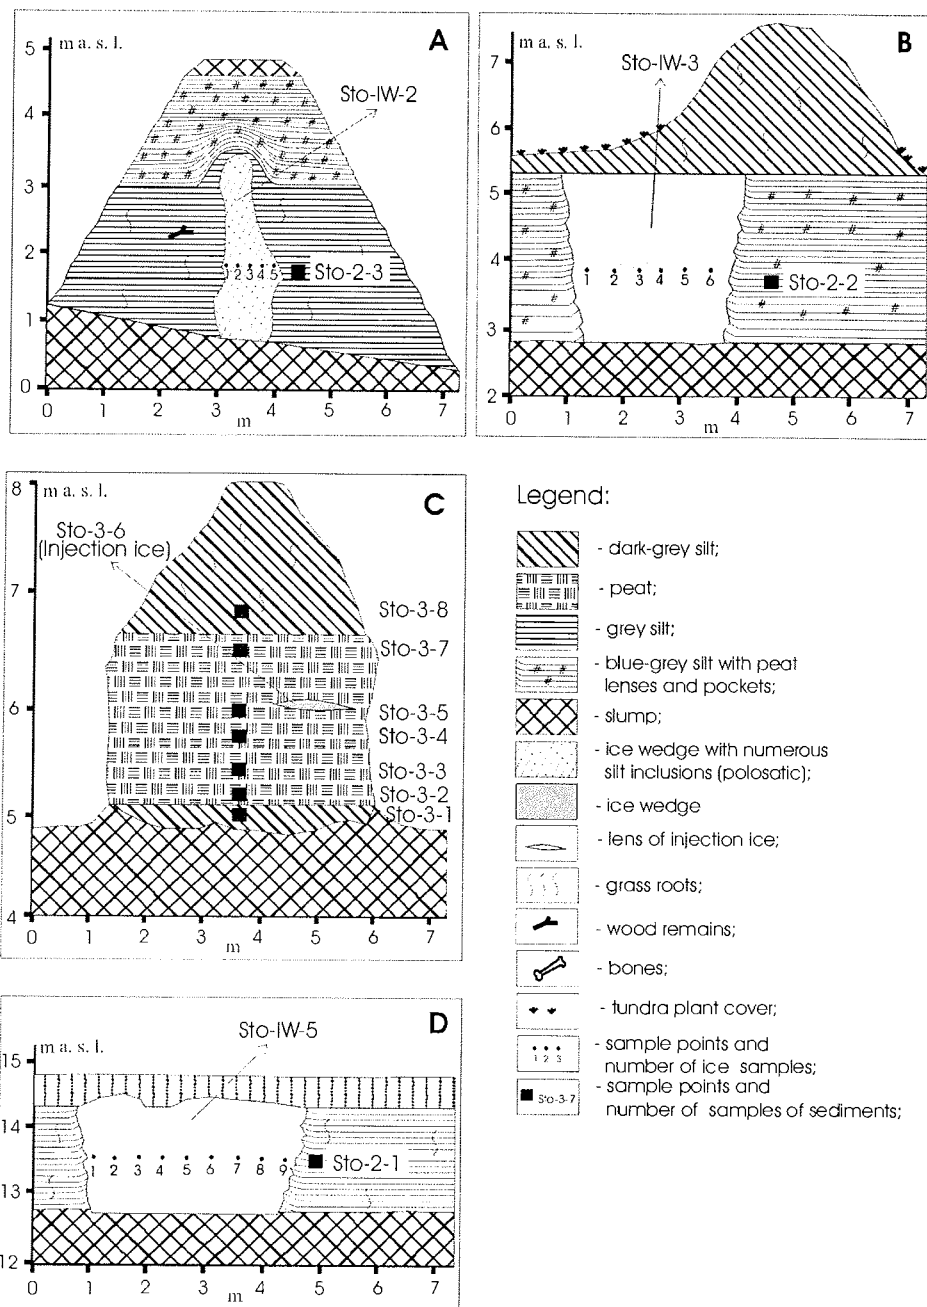 A
m a. s. l.
5
4
3
2
1
0
Sto-IW-2
1 2 3 4 5
Sto-2-3
0 1 2 3 4 5 6 7
m
B
m a. s. l.
7
6
5
4
3
2
Sto-IW-3
1 2 3 4 5 6
Sto-2-2
0 1 2 3 4 5 6 7
m
C
m a. s. l.
8
7
6
5
4
Sto-3-6
(Injection ice)
Sto-3-8
Sto-3-7
Sto-3-5
Sto-3-4
Sto-3-3
Sto-3-2
Sto-3-1
0 1 2 3 4 5 6 7
m
D
m a. s. l.
15
14
13
12
Sto-IW-5
1 2 3 4 5 6 7 8 9
Sto-2-1
0 1 2 3 4 5 6 7
m
Legend:
- dark-grey silt;
- peat;
- grey silt;
- blue-grey silt with peat
lenses and pockets;
- slump;
- ice wedge with numerous
silt inclusions (polosatic);
- ice wedge
- lens of injection ice;
- grass roots;
- wood remains;
- bones;
- tundra plant cover;
1 2 3
- sample points and
number of ice samples;
Sto-3-7
- sample points and
number of samples of sediments;